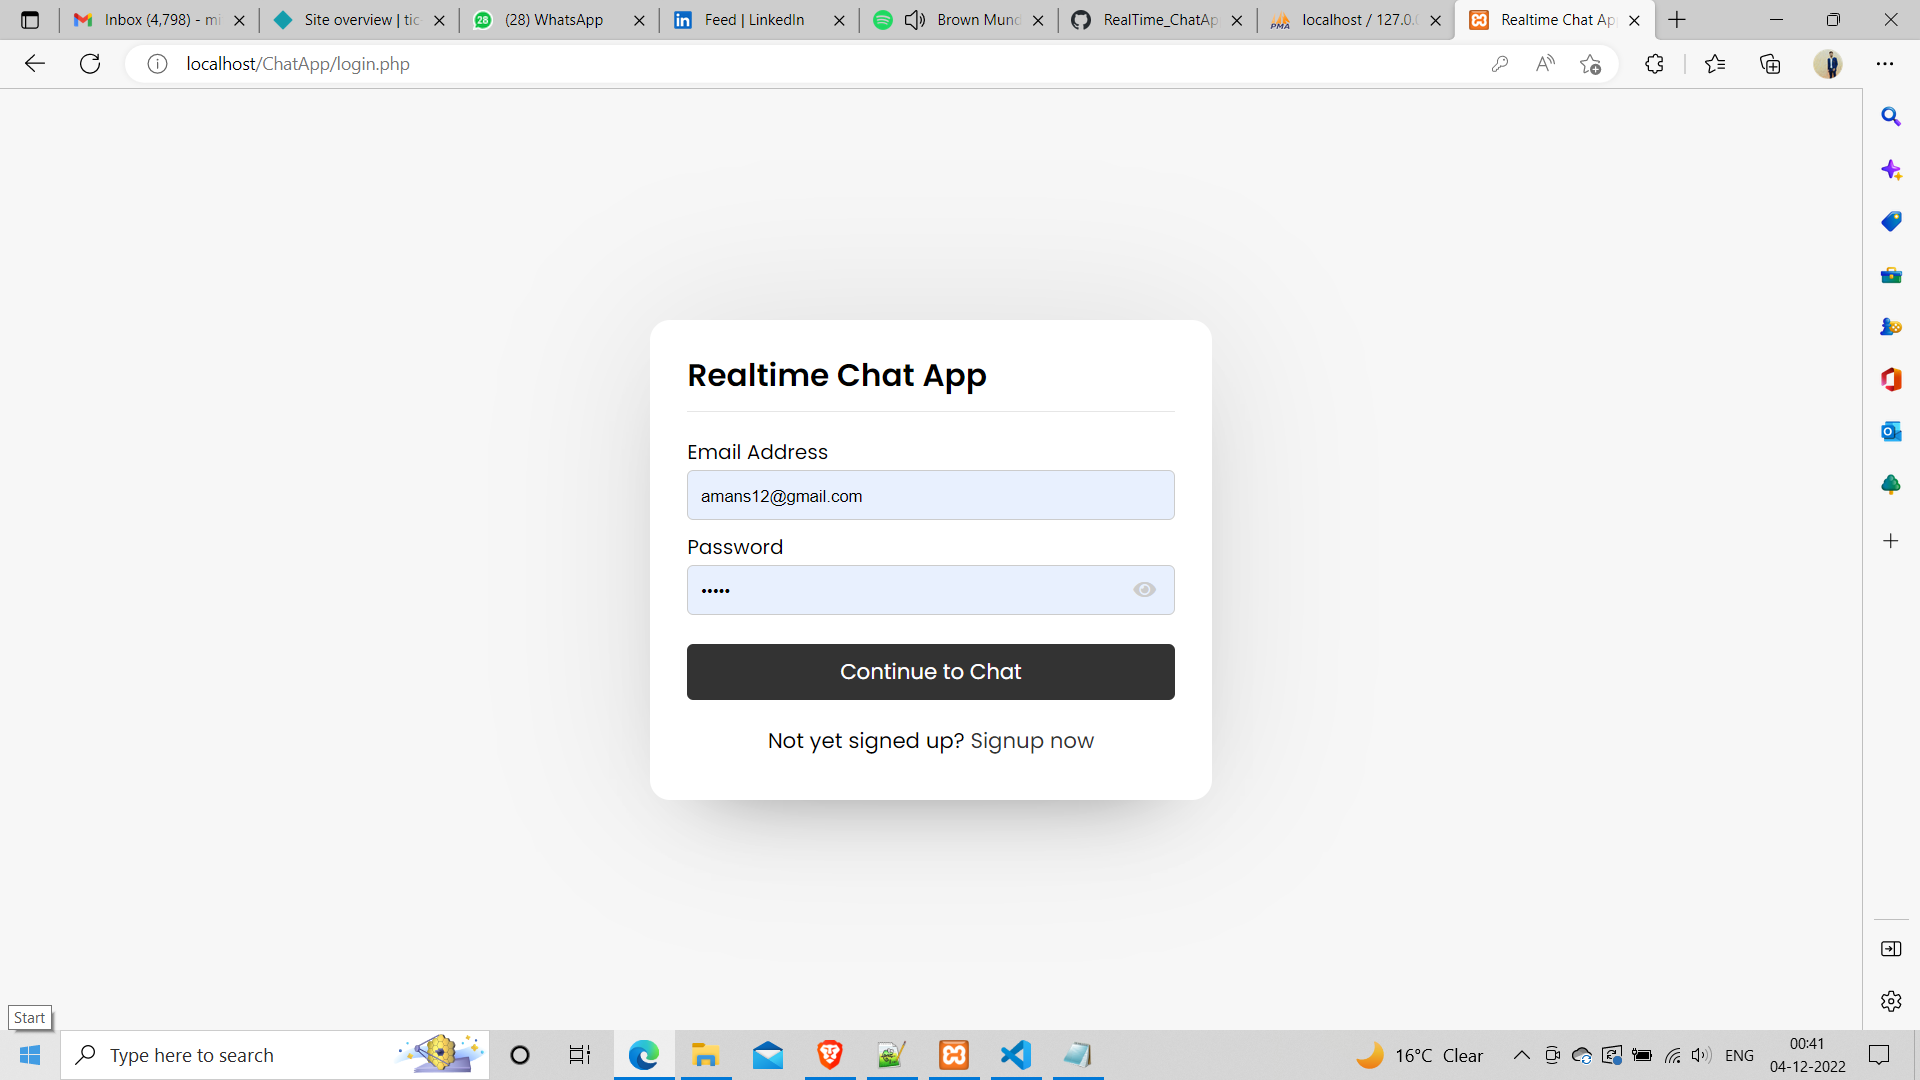 Inbox (4,798) - mi
Site overview | tic
(28) WhatsApp
Feed | LinkedIn
Brown Mund
RealTime_ChatAp
localhost / 127.0.0
Realtime Chat Ap
localhost/ChatApp/login.php
Realtime Chat App
Email Address
amans12@gmail.com
Password
•••••
Continue to Chat
Not yet signed up? Signup now
Start
Type here to search
16°C Clear
ENG
00:41
04-12-2022